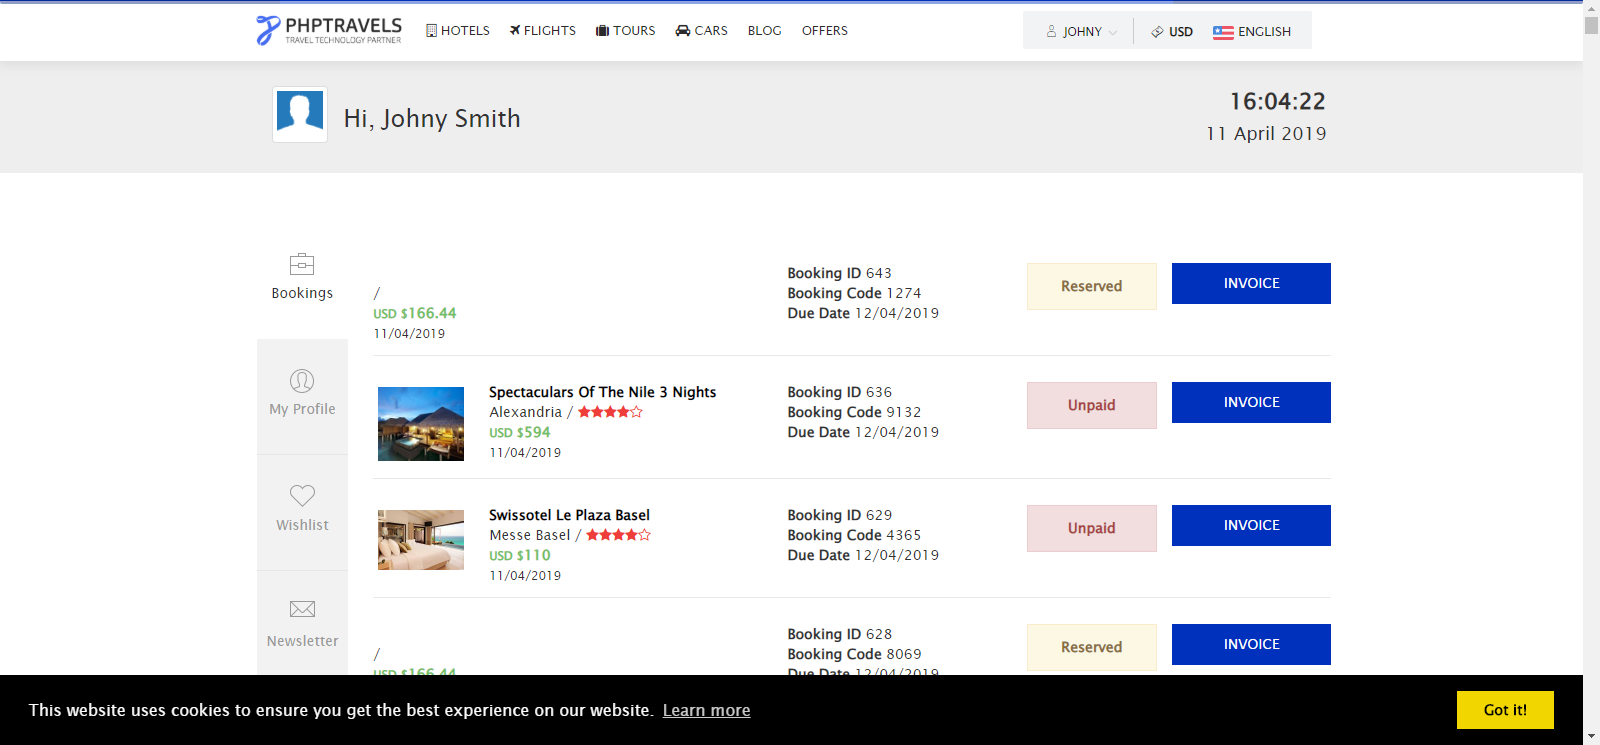 PHPTRAVELS
TRAVEL TECHNOLOGY PARTNER
HOTELS FLIGHTS TOURS CARS BLOG OFFERS
JOHNY USD ENGLISH
Hi, Johny Smith
16:04:22
11 April 2019
Bookings
My Profile
Wishlist
Newsletter
/
USD $166.44
11/04/2019
Booking ID 643
Booking Code 1274
Due Date 12/04/2019
Reserved
INVOICE
Spectaculars Of The Nile 3 Nights
Alexandria /
USD $594
11/04/2019
Booking ID 636
Booking Code 9132
Due Date 12/04/2019
Unpaid
INVOICE
Swissotel Le Plaza Basel
Messe Basel /
USD $110
11/04/2019
Booking ID 629
Booking Code 4365
Due Date 12/04/2019
Unpaid
INVOICE
/
USD $166.44
Booking ID 628
Booking Code 8069
Due Date 12/04/2019
Reserved
INVOICE
This website uses cookies to ensure you get the best experience on our website. Learn more
Got it!